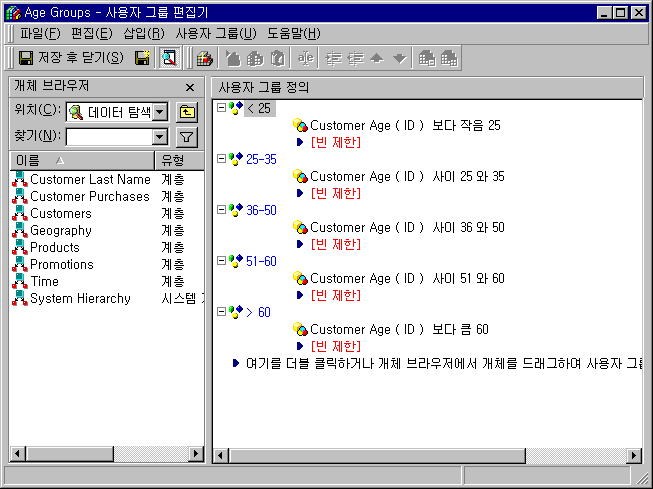 Age Groups - 사용자 그룹 편집기
파일(F) 편집(E) 삽입(R) 사용자 그룹(U) 도움말(H)
저장 후 닫기(S)
개체 브라우저
위치(C): 데이터 탐색
찾기(N):
이름 유형
Customer Last Name 계층
Customer Purchases 계층
Customers 계층
Geography 계층
Products 계층
Promotions 계층
Time 계층
System Hierarchy 시스템
사용자 그룹 정의
< 25
Customer Age ( ID ) 보다 작음 25
[빈 제한]
25-35
Customer Age ( ID ) 사이 25 와 35
[빈 제한]
36-50
Customer Age ( ID ) 사이 36 와 50
[빈 제한]
51-60
Customer Age ( ID ) 사이 51 와 60
[빈 제한]
> 60
Customer Age ( ID ) 보다 큼 60
[빈 제한]
여기를 더블 클릭하거나 개체 브라우저에서 개체를 드래그하여 사용자 그룹